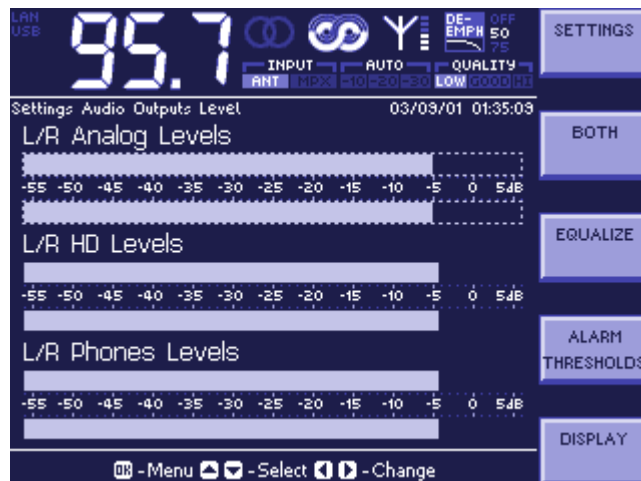 LAN
USB
95.7
DE-EMPH OFF 50 75
INPUT AUTO QUALITY
ANT MPX -10 -20 -30 LOW GOOD HI
Settings Audio Outputs Level 03/09/01 01:35:09
L/R Analog Levels
-55 -50 -45 -40 -35 -30 -25 -20 -15 -10 -5 0 5dB
L/R HD Levels
-55 -50 -45 -40 -35 -30 -25 -20 -15 -10 -5 0 5dB
L/R Phones Levels
-55 -50 -45 -40 -35 -30 -25 -20 -15 -10 -5 0 5dB
OK - Menu - Select - Change
SETTINGS
BOTH
EQUALIZE
ALARM
THRESHOLDS
DISPLAY